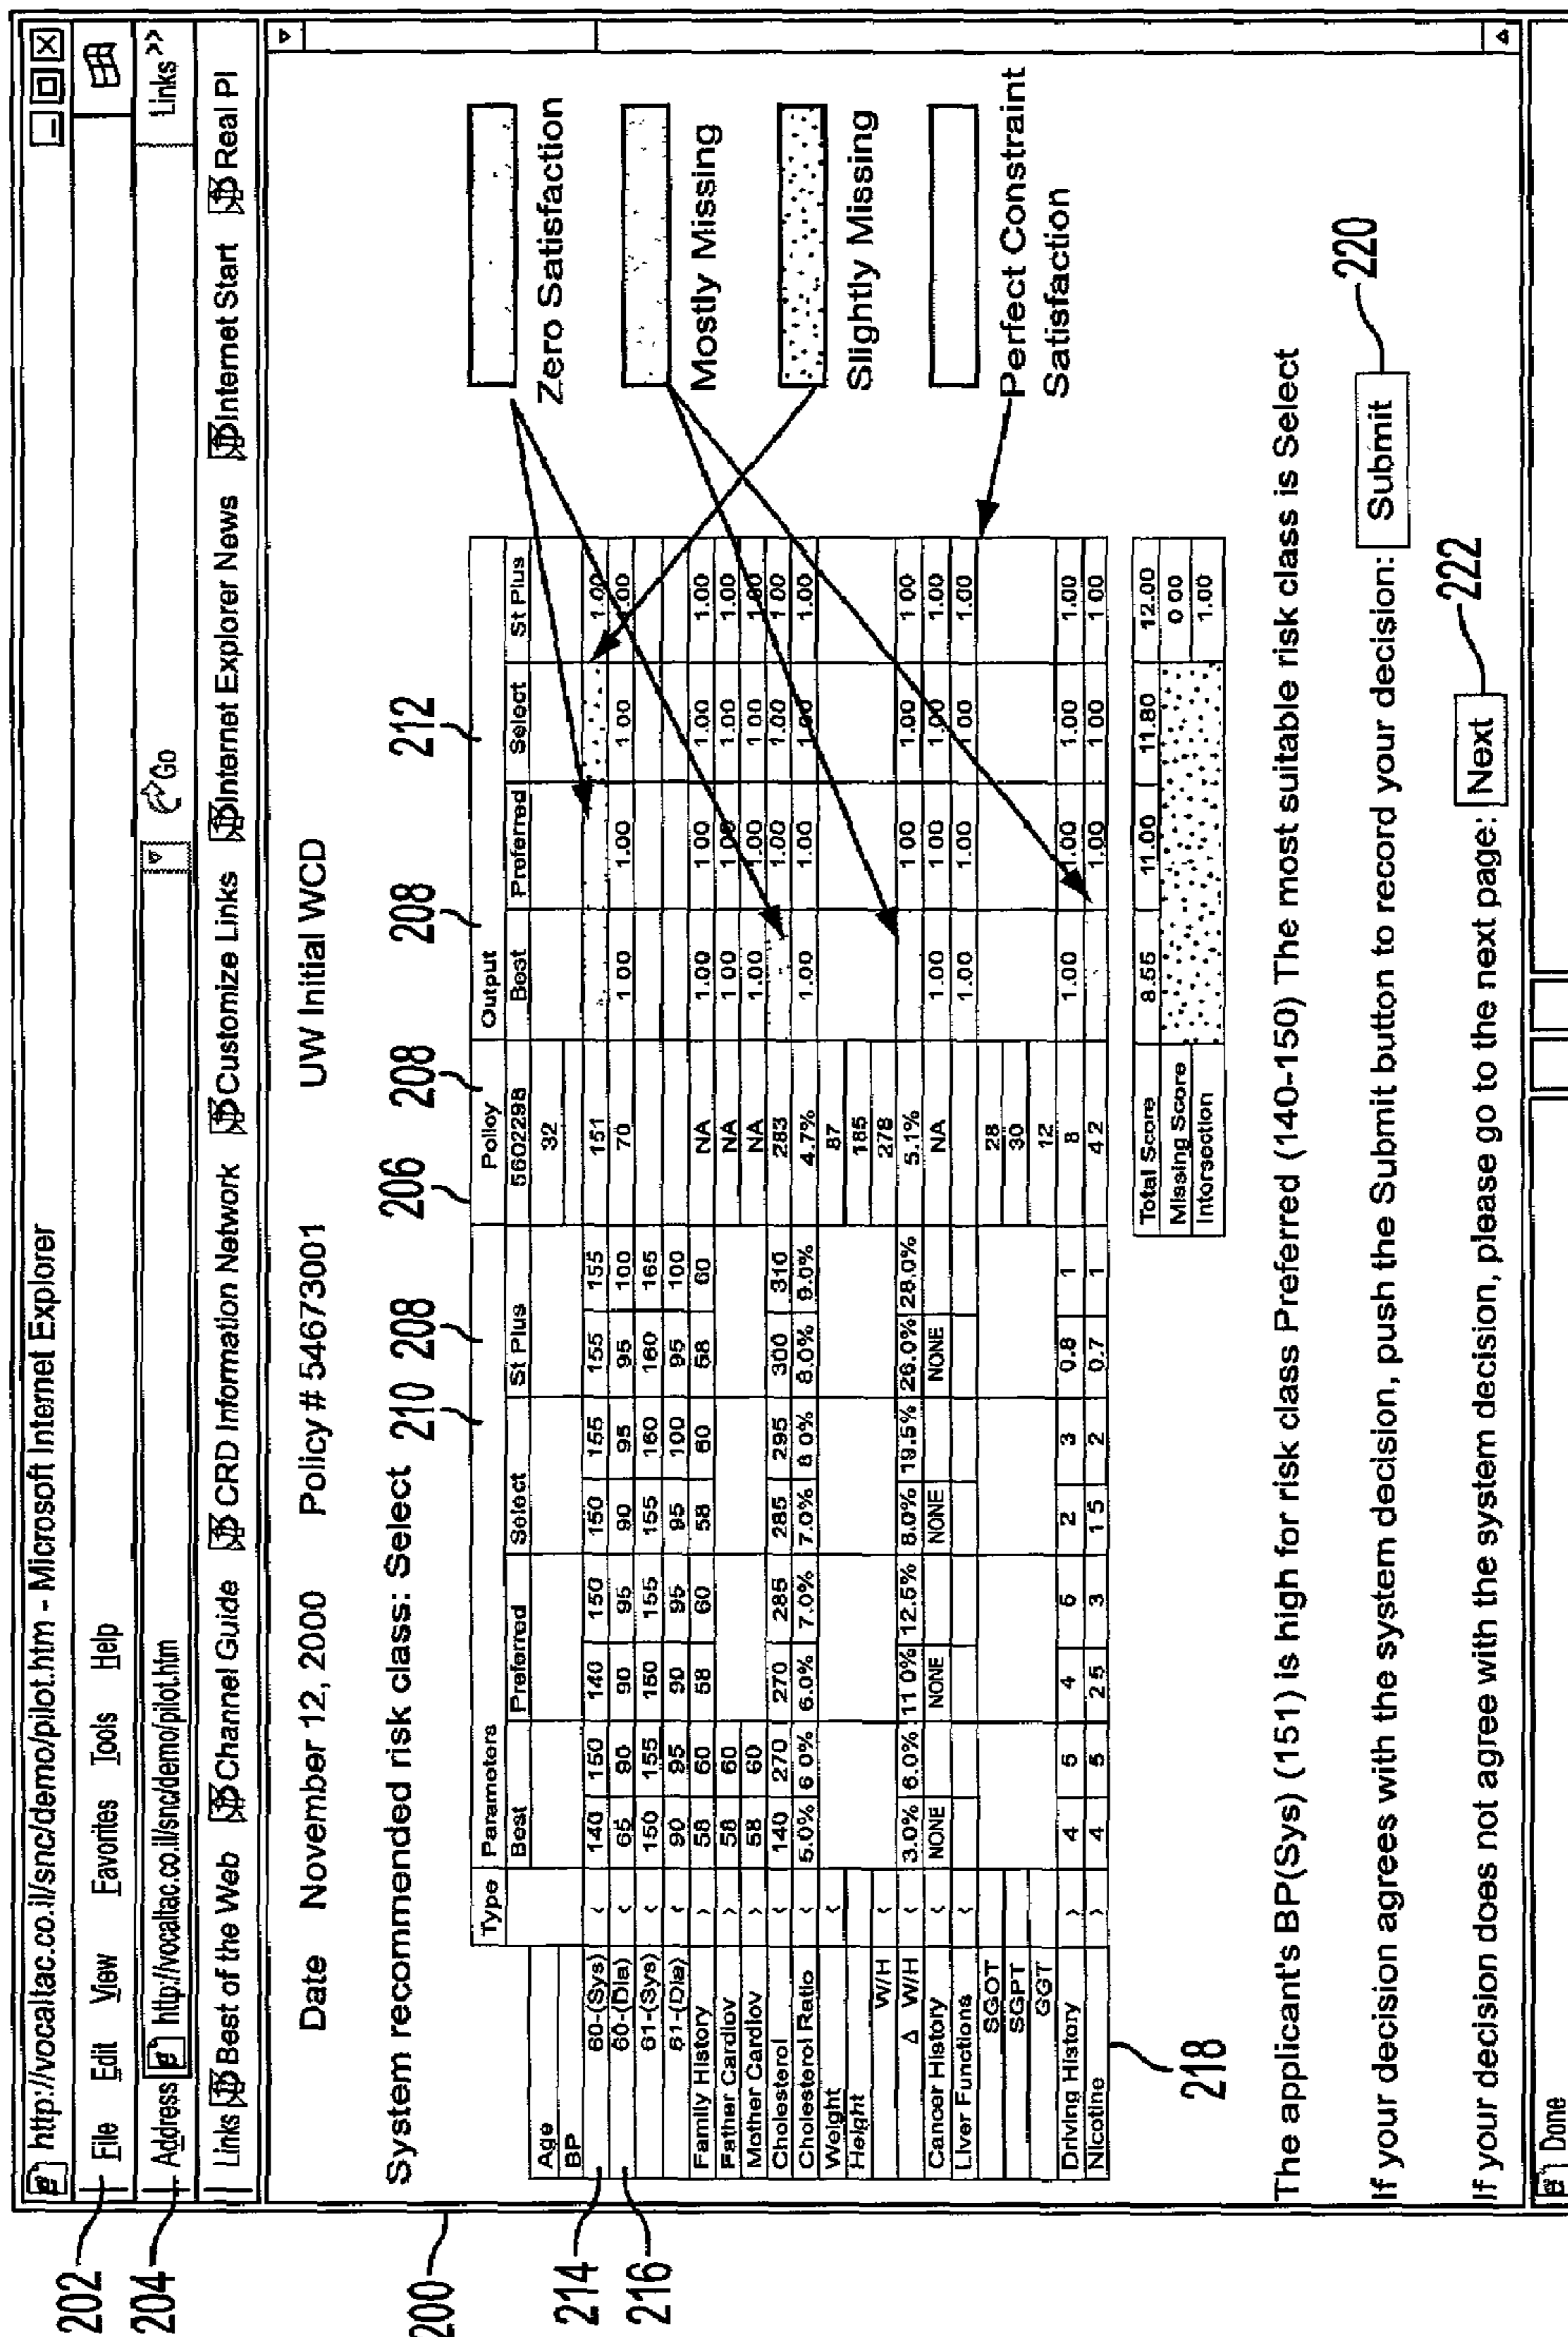 http://vocaltac.co.il/snc/demo/pilot.htm - Microsoft Internet Explorer
202
File Edit View Favorites Tools Help
204
Address http://vocaltac.co.il/snc/demo/pilot.htm Go Links >>
Links Best of the Web Channel Guide CRD Information Network Customize Links Internet Explorer News Internet Start Real Pl
200
Date November 12, 2000 Policy # 54673001 UW Initial WCD
System recommended risk class: Select 210 208 206 208 208 212
Type Parameters Policy Output
Best Preferred Select St Plus 5602298 Best Preferred Select St Plus
Age 32
BP
214
60-(Sys) < 140 150 140 150 150 155 155 155 151 1.00
216
60-(Dia) < 65 90 90 95 90 95 95 100 70 1 00 1.00 1 00 1.00
61-(Sys) < 150 155 150 155 155 160 160 165
61-(Dia) < 90 95 90 95 95 100 95 100
Family History > 58 60 58 60 58 60 58 60 NA 1.00 1 00 1.00 1.00
Father Cardiov > 58 60 NA 1 00 1.00 1 00 1.00
Mother Cardiov > 58 60 NA 1.00 1.00 1 00 1.00
Cholesterol < 140 270 270 285 285 295 300 310 283 1.00 1.00 1 00
Cholesterol Ratio < 5.0% 6 0% 6.0% 7.0% 7.0% 8 0% 8.0% 9.0% 4.7% 1.00 1.00 1.00 1.00
Weight < 87
Height 185
W/H < 278
Δ W/H < 3.0% 6.0% 11 0% 12.5% 8.0% 19.5% 26.0% 28.0% 5.1% 1 00 1.00 1 00
Cancer History < NONE NONE NONE NONE NA 1.00 1 00 1.00 1.00
Liver Functions < 1.00 1.00 1 00 1.00
SGOT 28
SGPT 30
GGT 12
Driving History > 4 5 4 5 2 3 0.8 1 8 1.00 1.00 1.00 1.00
Nicotine > 4 5 2 5 3 1 5 2 0.7 1 4 2 1.00 1 00 1 00
218
Total Score 8.55 11.00 11.80 12.00
Missing Score 0 00
Intersection 1.00
Zero Satisfaction
Mostly Missing
Slightly Missing
Perfect Constraint
Satisfaction
The applicant's BP(Sys) (151) is high for risk class Preferred (140-150) The most suitable risk class is Select
If your decision agrees with the system decision, push the Submit button to record your decision: Submit 220
If your decision does not agree with the system decision, please go to the next page: Next 222
Done